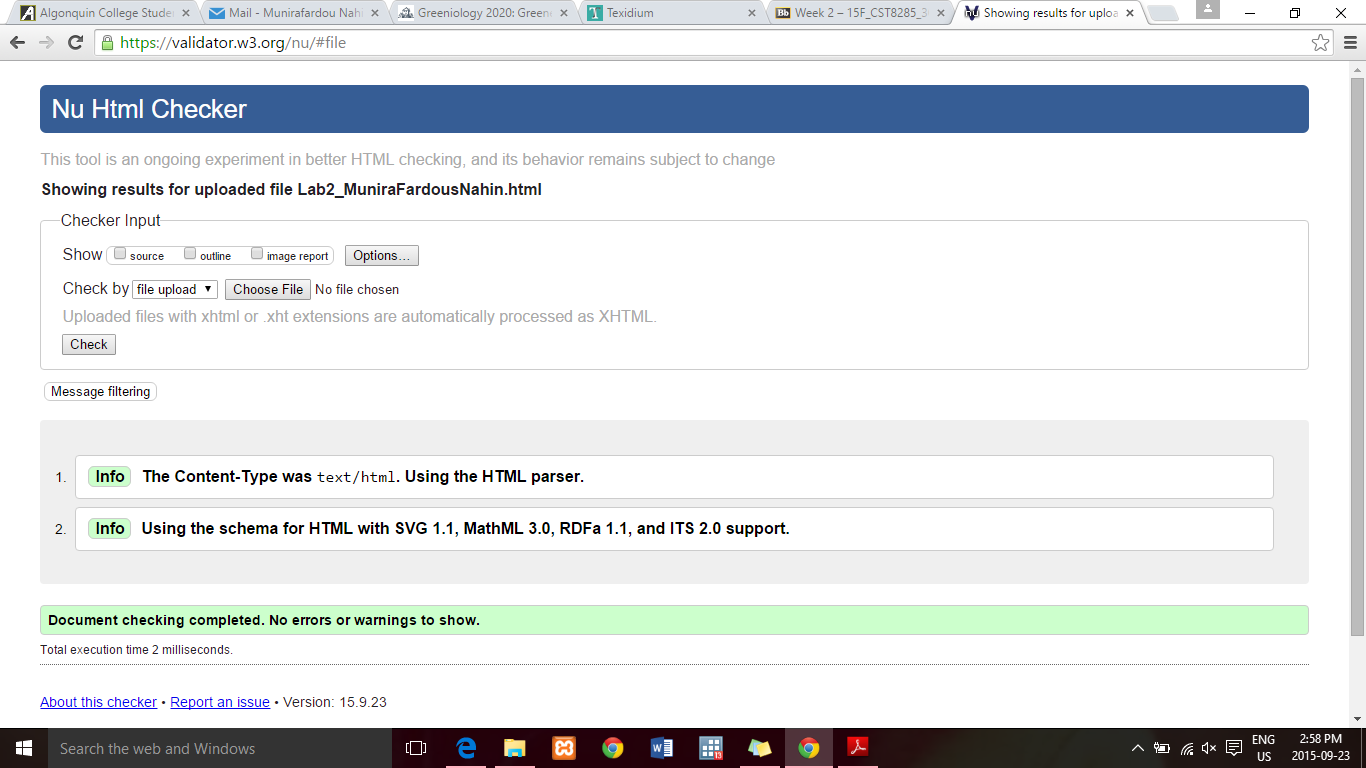 Algonquin College Studen
Mail - Munirafardou Nahi
Greeniology 2020: Greene
Texidium
Week 2 – 15F_CST8285_3
Showing results for uploa
https://validator.w3.org/nu/#file
Nu Html Checker
This tool is an ongoing experiment in better HTML checking, and its behavior remains subject to change
Showing results for uploaded file Lab2_MuniraFardousNahin.html
Checker Input
Show source outline image report Options...
Check by file upload Choose File No file chosen
Uploaded files with xhtml or .xht extensions are automatically processed as XHTML.
Check
Message filtering
1. Info The Content-Type was text/html. Using the HTML parser.
2. Info Using the schema for HTML with SVG 1.1, MathML 3.0, RDFa 1.1, and ITS 2.0 support.
Document checking completed. No errors or warnings to show.
Total execution time 2 milliseconds.
About this checker • Report an issue • Version: 15.9.23
Search the web and Windows
ENG
US
2:58 PM
2015-09-23